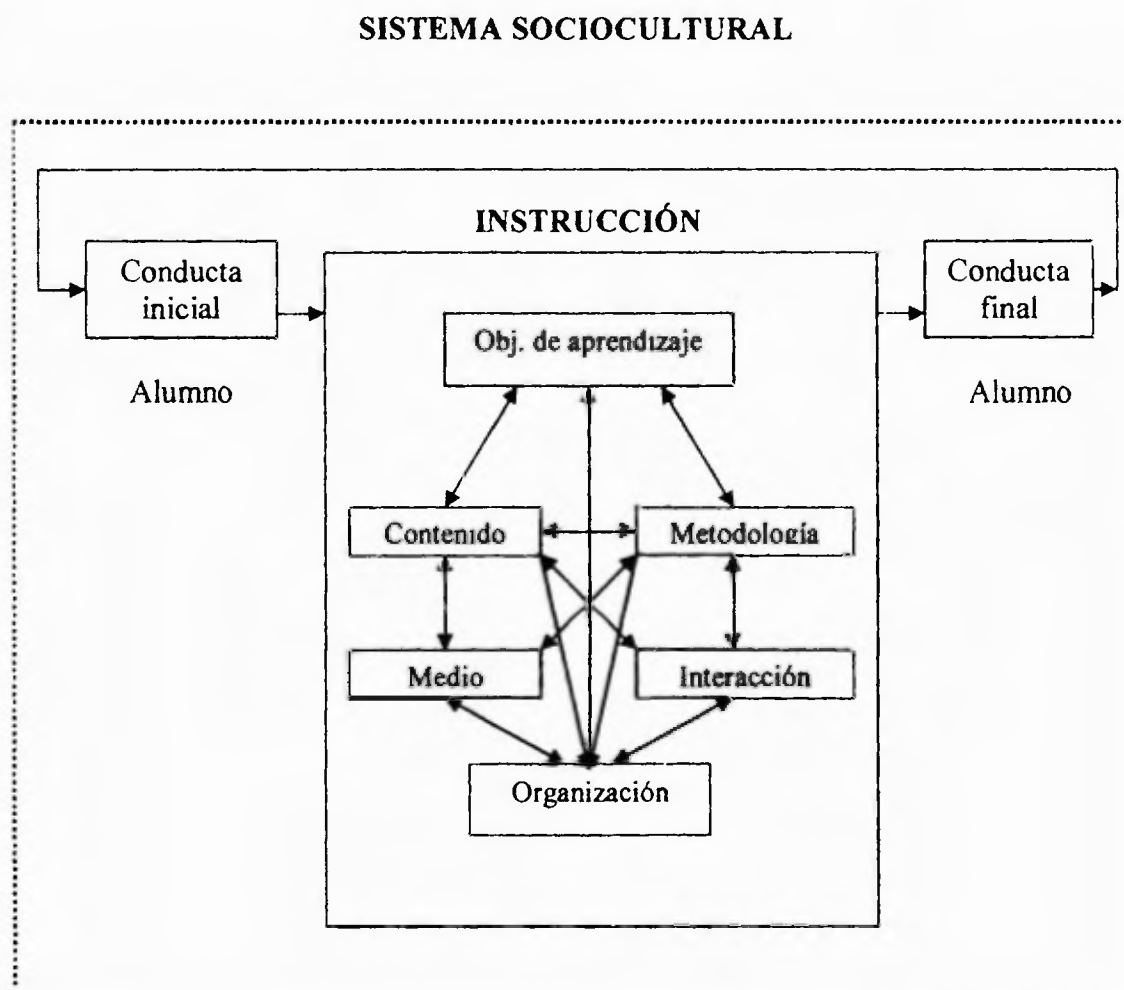 SISTEMA SOCIOCULTURAL
INSTRUCCIÓN
Conducta
inicial
Alumno
Obj. de aprendizaje
Contenido
Metodología
Medio
Interacción
Organización
Conducta
final
Alumno